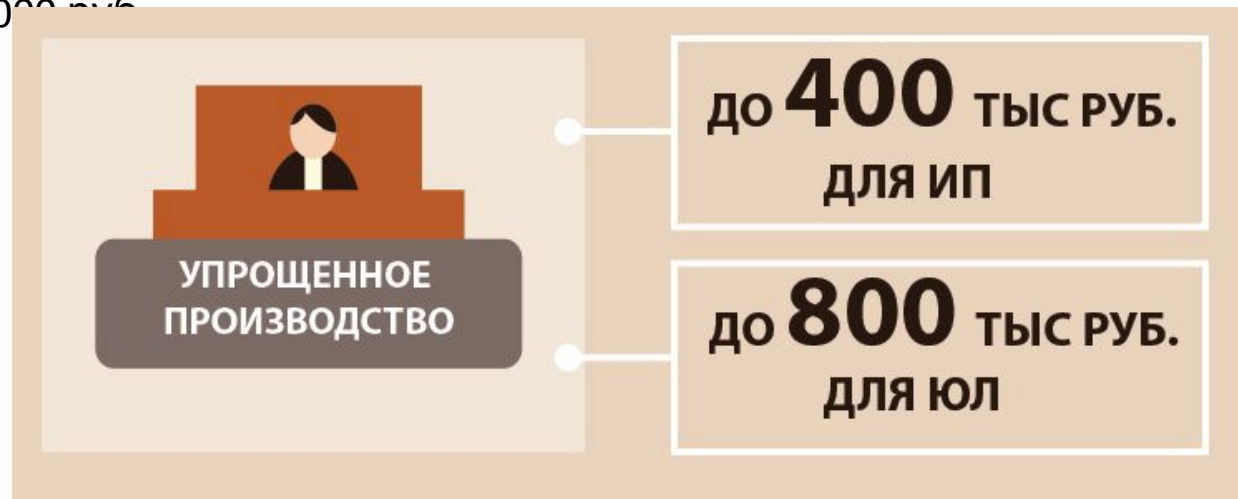 УПРОЩЕННОЕ
ПРОИЗВОДСТВО
ДО 400 ТЫС РУБ.
ДЛЯ ИП
ДО 800 ТЫС РУБ.
ДЛЯ ЮЛ